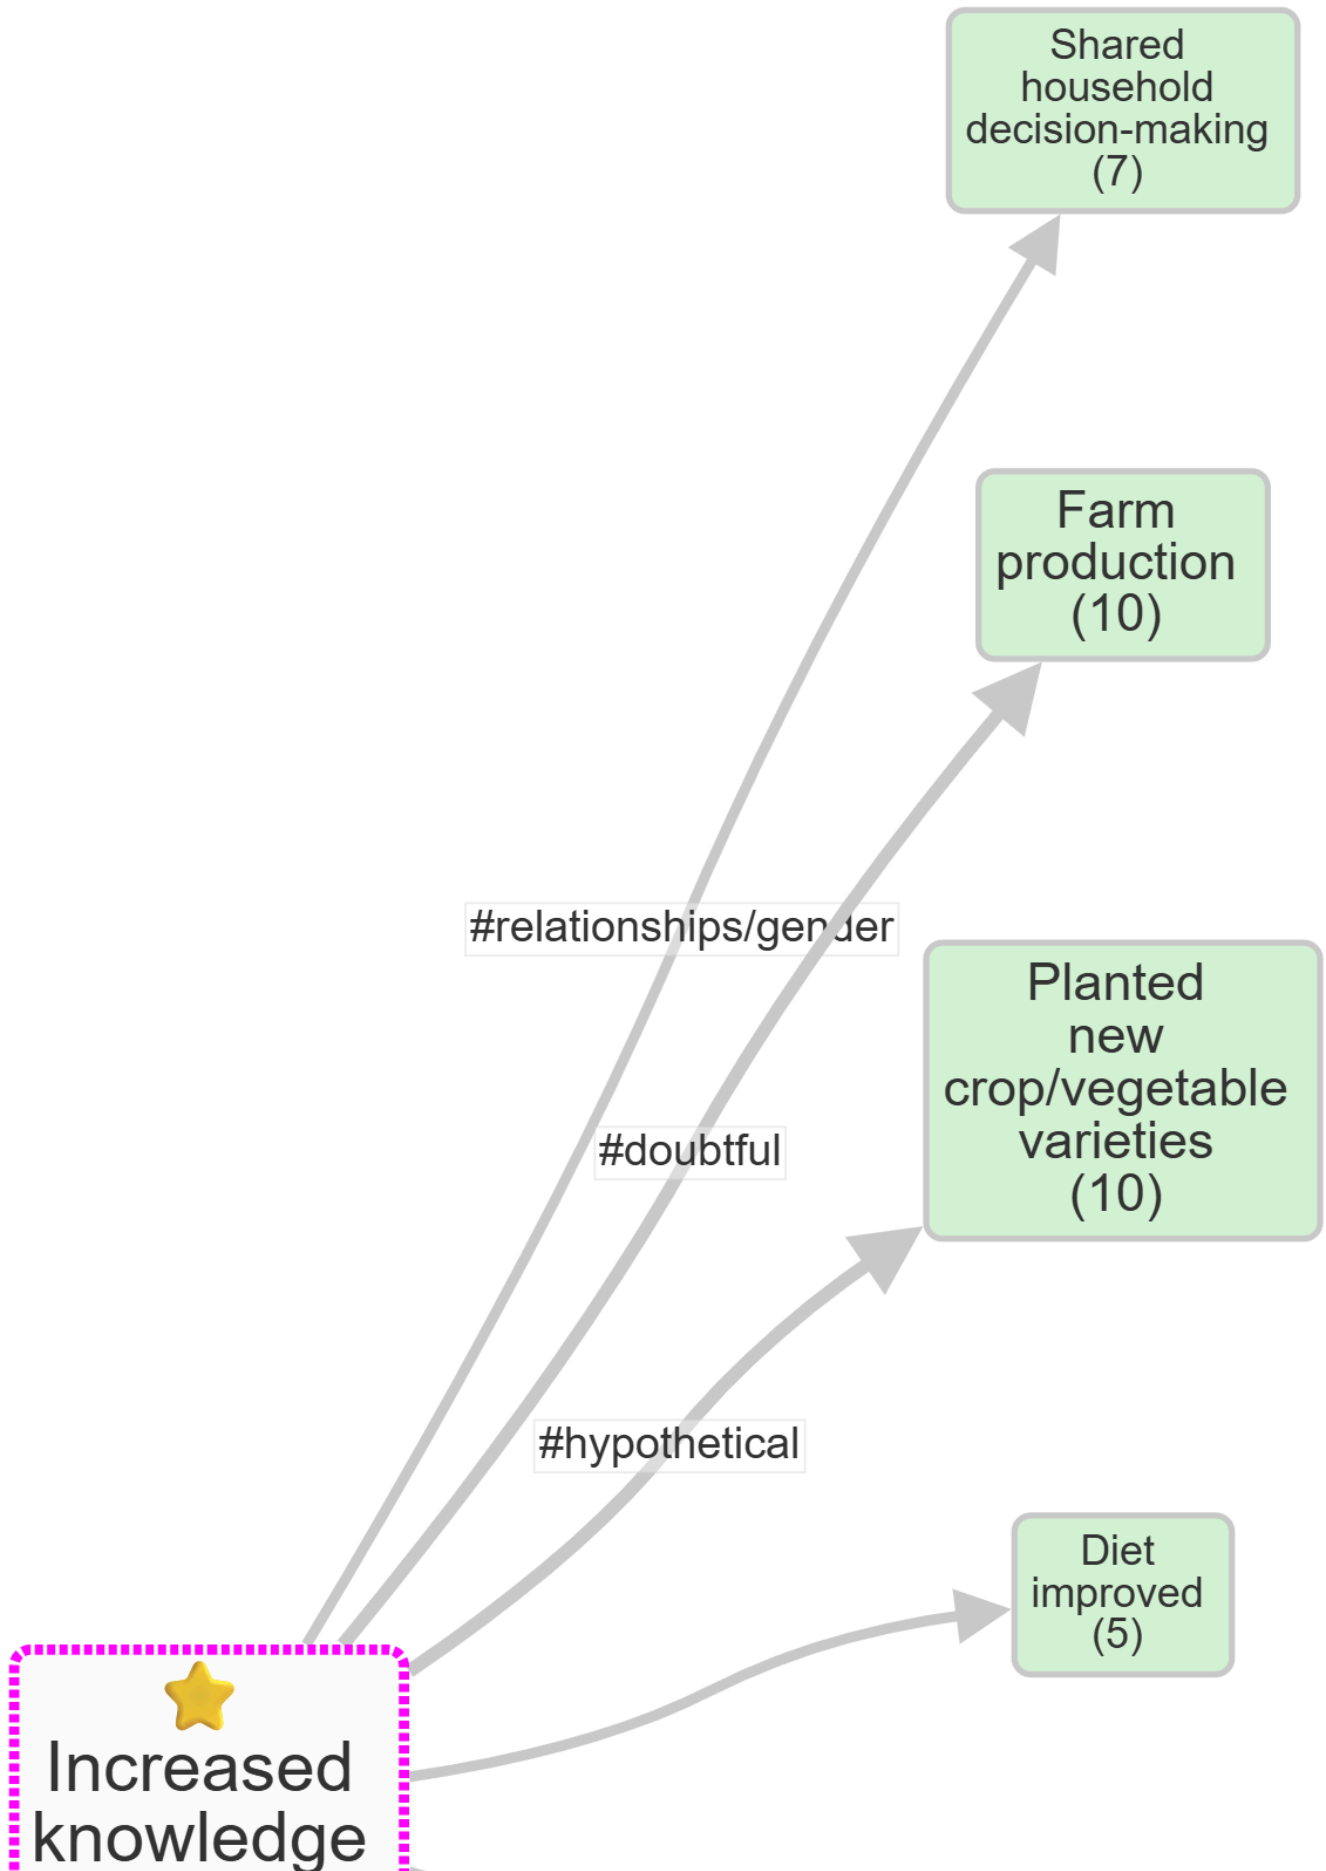 Shared
household
decision-making
(7)
Farm
production
(10)
#relationships/gender
Planted
new
crop/vegetable
varieties
(10)
#doubtful
#hypothetical
Diet
improved
(5)
Increased
knowledge